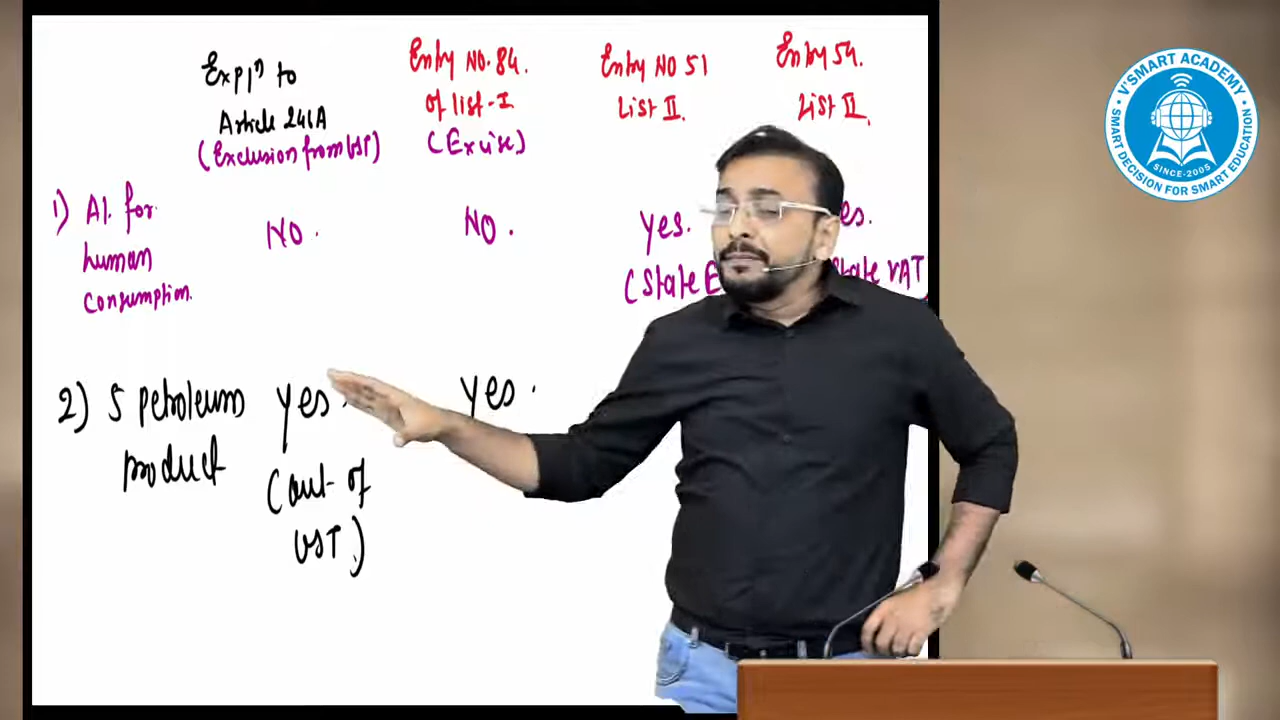 Expl^n to
Article 246A
(Exclusion from GST)
Entry NO. 84.
of list-I
(Excise)
Entry NO 51
List II.
Entry 54.
List II.
1) Al. for
human
consumption.
NO.
NO.
Yes.
(State E
es.
State VAT
2) 5 petroleum
product
Yes.
(out of
GST)
Yes.
V'SMART ACADEMY
SINCE-2005
SMART DECISION FOR SMART EDUCATION